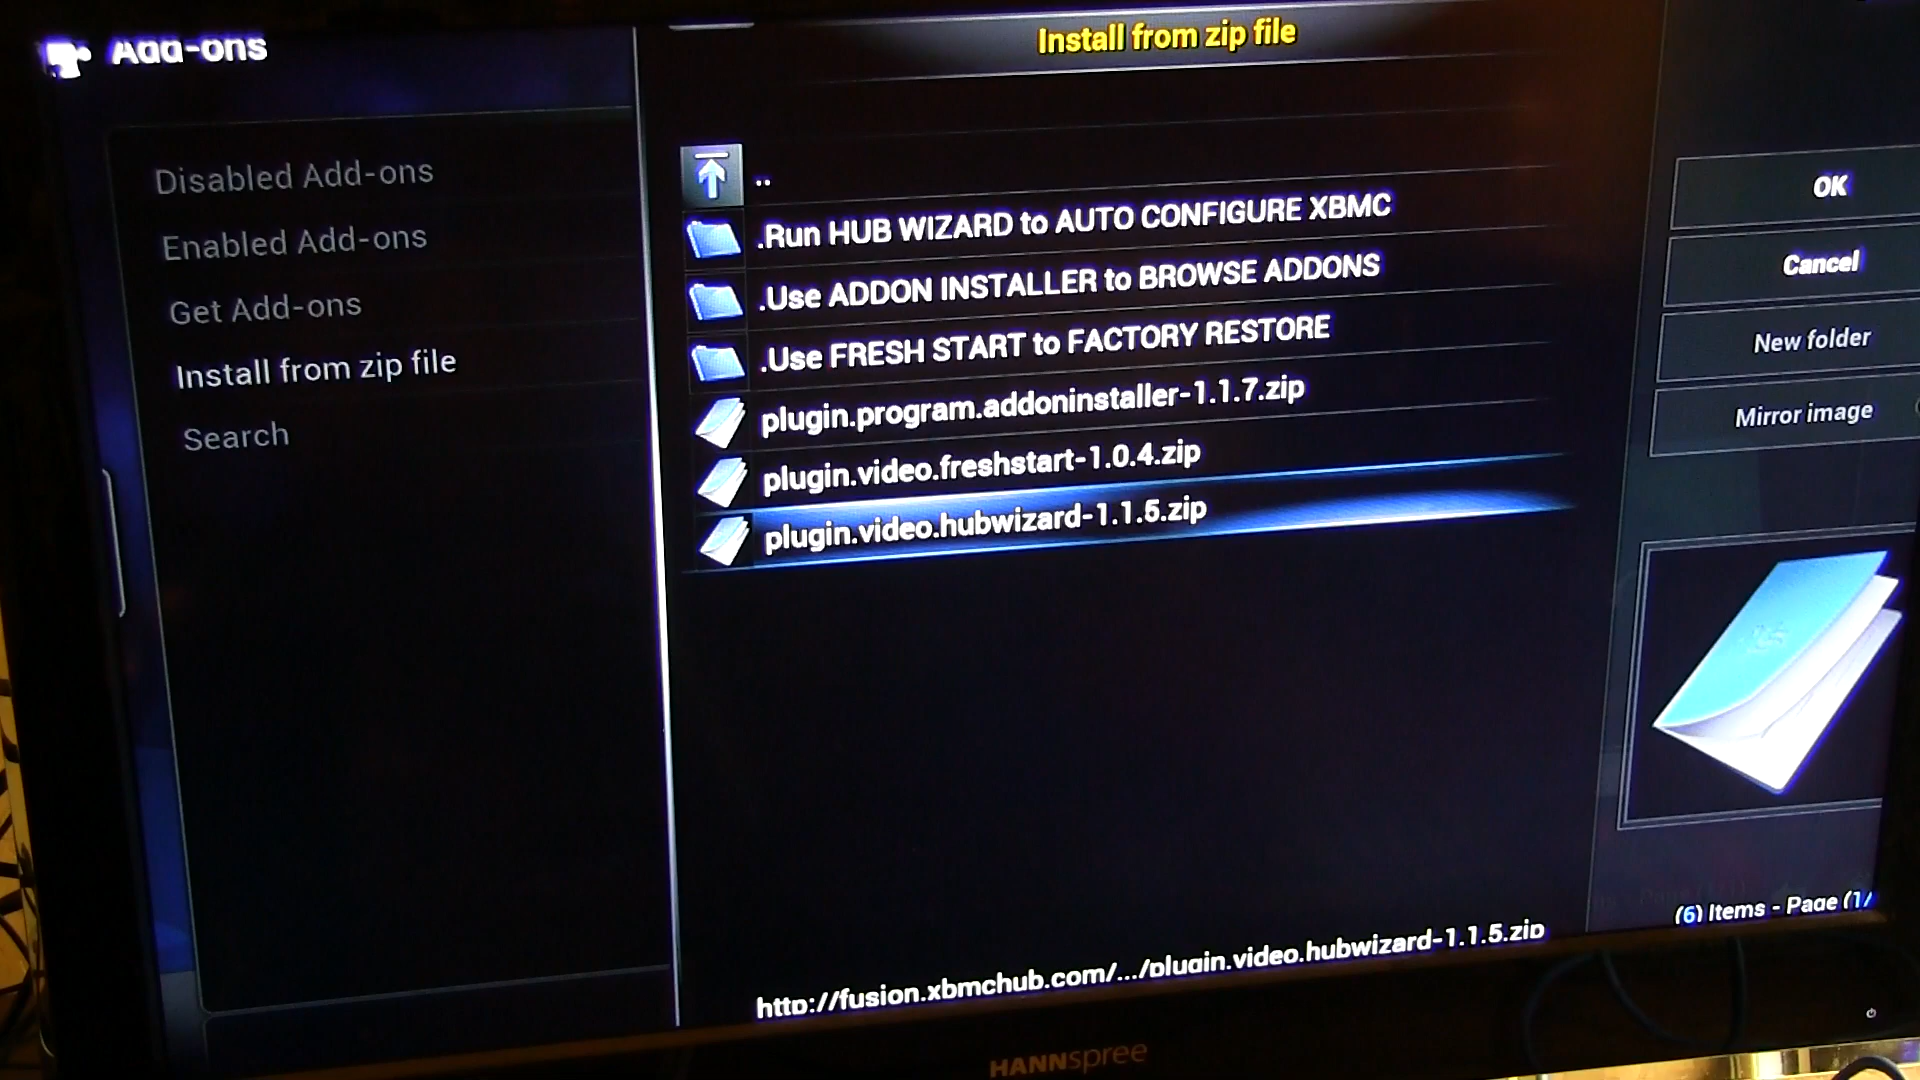 Add-ons
Install from zip file
Disabled Add-ons
Enabled Add-ons
Get Add-ons
Install from zip file
Search
..
.Run HUB WIZARD to AUTO CONFIGURE XBMC
.Use ADDON INSTALLER to BROWSE ADDONS
.Use FRESH START to FACTORY RESTORE
plugin.program.addoninstaller-1.1.7.zip
plugin.video.freshstart-1.0.4.zip
plugin.video.hubwizard-1.1.5.zip
OK
Cancel
New folder
Mirror image
(6) Items - Page (1/
http://fusion.xbmchub.com/.../plugin.video.hubwizard-1.1.5.zip
HANNspree